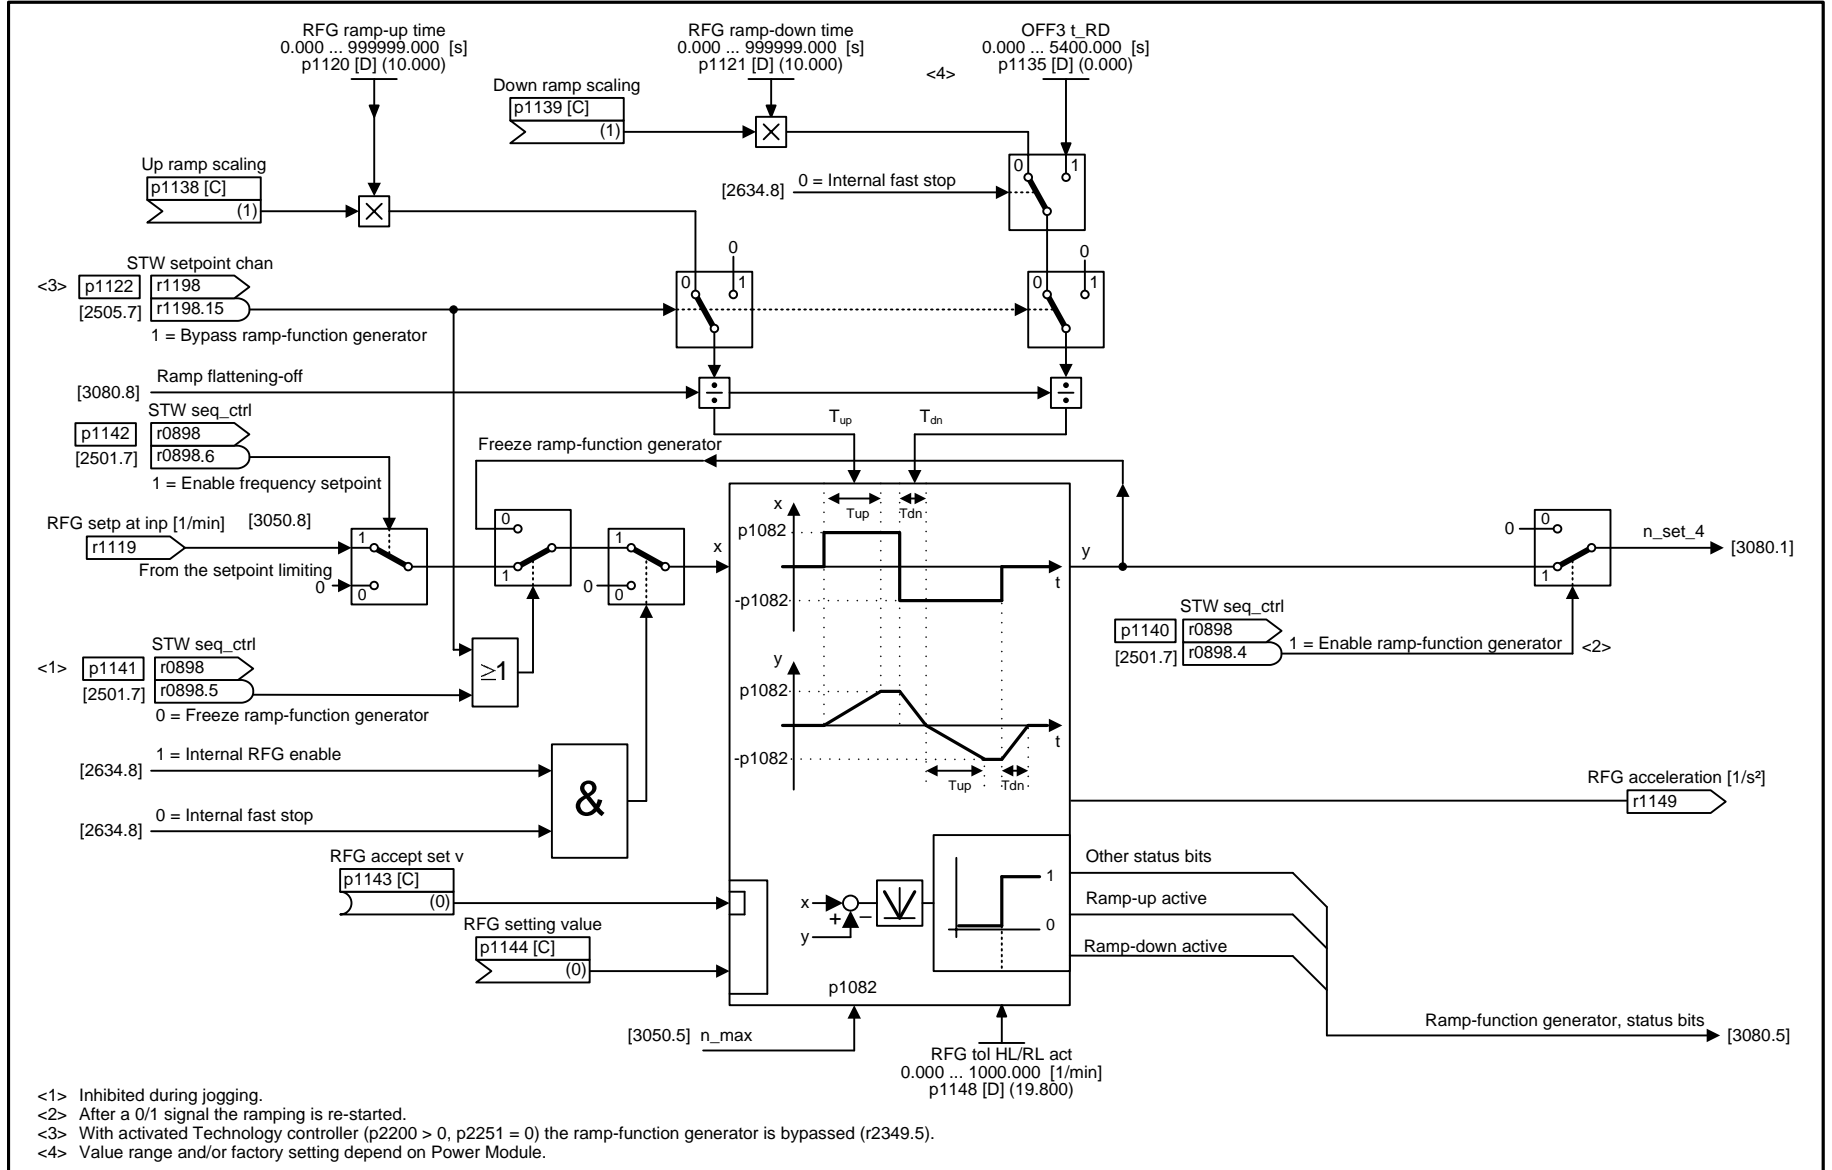 RFG ramp-up time
0.000 ... 999999.000 [s]
p1120 [D] (10.000)
RFG ramp-down time
0.000 ... 999999.000 [s]
p1121 [D] (10.000)
<4>
OFF3 t_RD
0.000 ... 5400.000 [s]
p1135 [D] (0.000)
Down ramp scaling
p1139 [C]
(1)
Up ramp scaling
p1138 [C]
(1)
[2634.8] 0 = Internal fast stop
0 1
STW setpoint chan
<3> p1122 r1198
[2505.7] r1198.15
1 = Bypass ramp-function generator
0
0 1
0
0 1
Ramp flattening-off
[3080.8]
÷ ÷
STW seq_ctrl
p1142 r0898
[2501.7] r0898.6
1 = Enable frequency setpoint
Tup Tdn
Freeze ramp-function generator
RFG setp at inp [1/min] [3050.8]
r1119
From the setpoint limiting
0
1
0
0
1
1
0
0
x
x
Tup Tdn
p1082
-p1082
t
y
0
0
1
n_set_4
[3080.1]
STW seq_ctrl
p1140 r0898
[2501.7] r0898.4
1 = Enable ramp-function generator <2>
STW seq_ctrl
<1> p1141 r0898
[2501.7] r0898.5
0 = Freeze ramp-function generator
≥1
y
p1082
-p1082
t
Tup Tdn
1 = Internal RFG enable
[2634.8]
0 = Internal fast stop
[2634.8]
&
RFG acceleration [1/s²]
r1149
RFG accept set v
p1143 [C]
(0)
RFG setting value
p1144 [C]
(0)
x
+ −
y
1
0
Other status bits
Ramp-up active
Ramp-down active
p1082
[3050.5] n_max
Ramp-function generator, status bits
[3080.5]
RFG tol HL/RL act
0.000 ... 1000.000 [1/min]
p1148 [D] (19.800)
<1> Inhibited during jogging.
<2> After a 0/1 signal the ramping is re-started.
<3> With activated Technology controller (p2200 > 0, p2251 = 0) the ramp-function generator is bypassed (r2349.5).
<4> Value range and/or factory setting depend on Power Module.